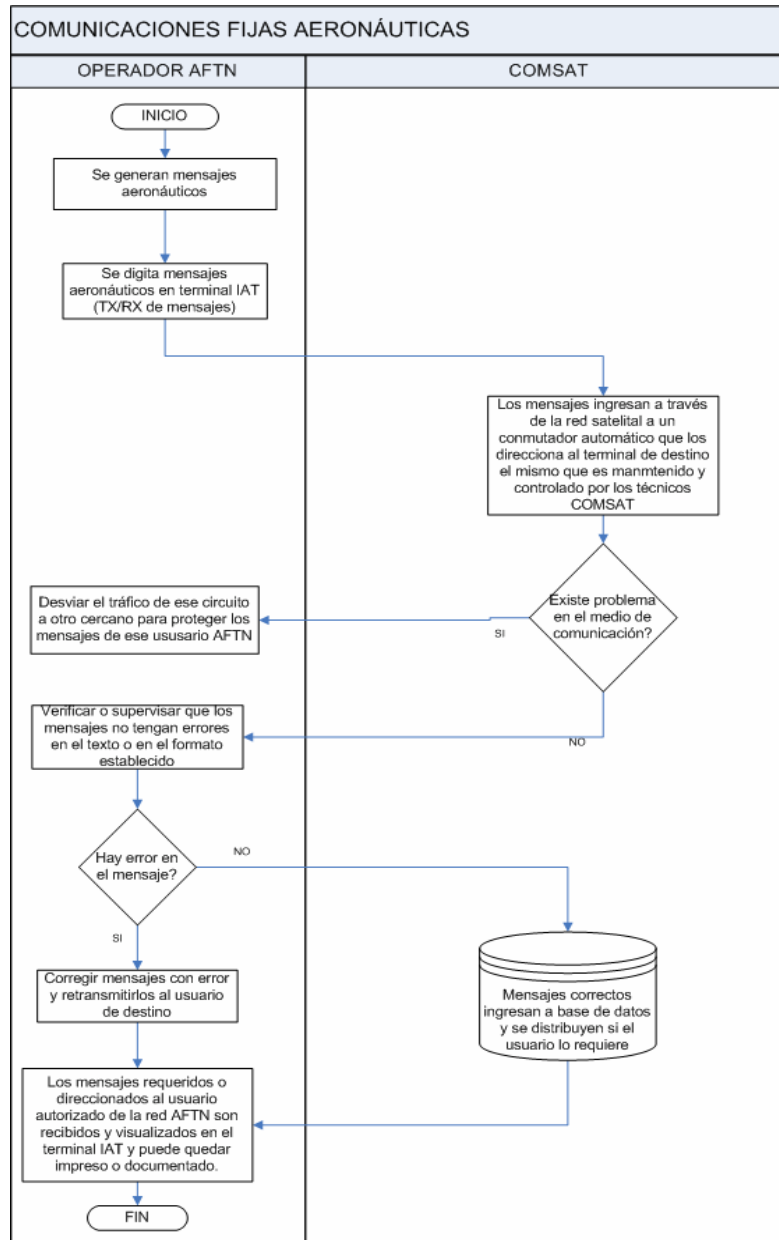 COMUNICACIONES FIJAS AERONÁUTICAS
OPERADOR AFTN
COMSAT
INICIO
Se generan mensajes
aeronáuticos
Se digita mensajes
aeronáuticos en terminal IAT
(TX/RX de mensajes)
Los mensajes ingresan a través
de la red satelital a un
conmutador automático que los
direcciona al terminal de destino
el mismo que es manmtenido y
controlado por los técnicos
COMSAT
Existe problema
en el medio de
comunicación?
SI
Desviar el tráfico de ese circuito
a otro cercano para proteger los
mensajes de ese ususario AFTN
NO
Verificar o supervisar que los
mensajes no tengan errores
en el texto o en el formato
establecido
Hay error en
el mensaje?
NO
SI
Corregir mensajes con error
y retransmitirlos al usuario
de destino
Mensajes correctos
ingresan a base de datos
y se distribuyen si el
usuario lo requiere
Los mensajes requeridos o
direccionados al usuario
autorizado de la red AFTN son
recibidos y visualizados en el
terminal IAT y puede quedar
impreso o documentado.
FIN